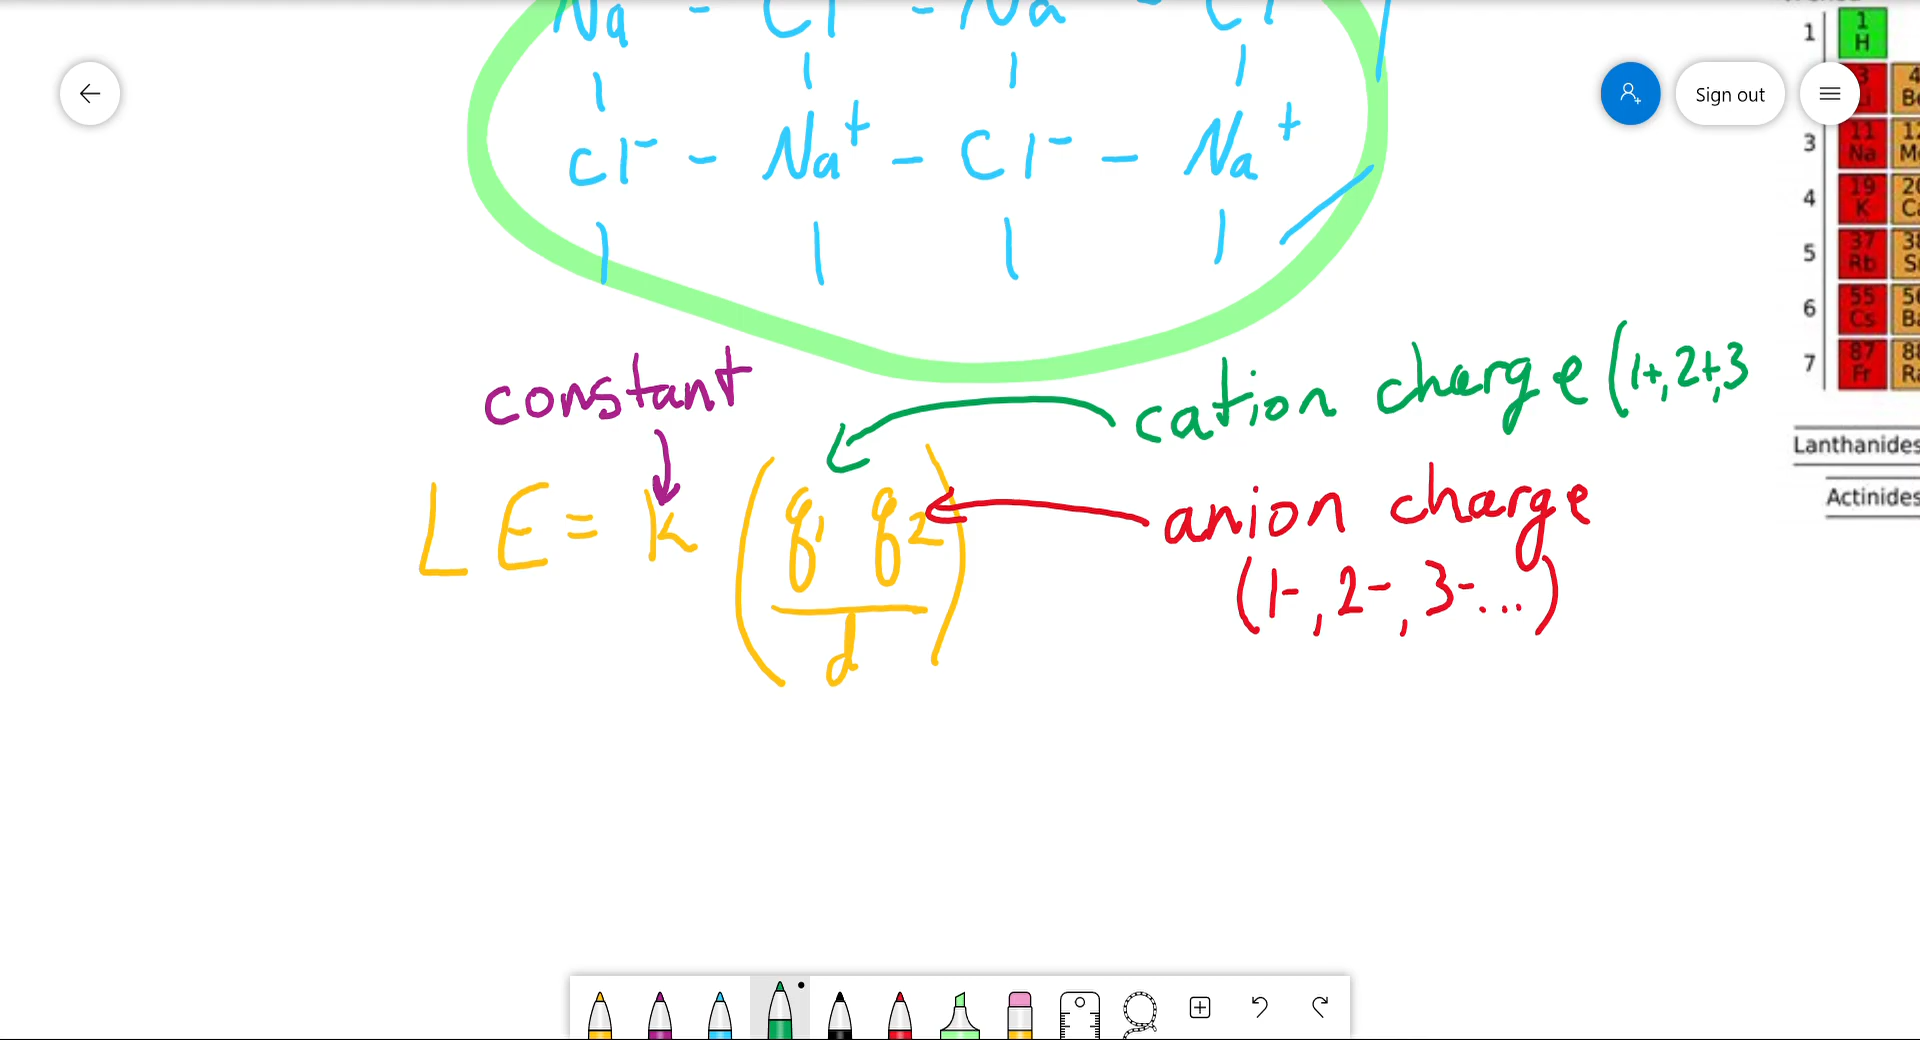 Na - Cl - Na - Cl
Cl⁻ - Na⁺ - Cl⁻ - Na⁺
constant
cation charge (1+, 2+, 3
LE = k (q1 q2 / d)
anion charge
(1-, 2-, 3-...)
Sign out
1
1
H
3
11
Na
4
19
K
5
37
Rb
6
55
Cs
7
87
Fr
Lanthanides
Actinides